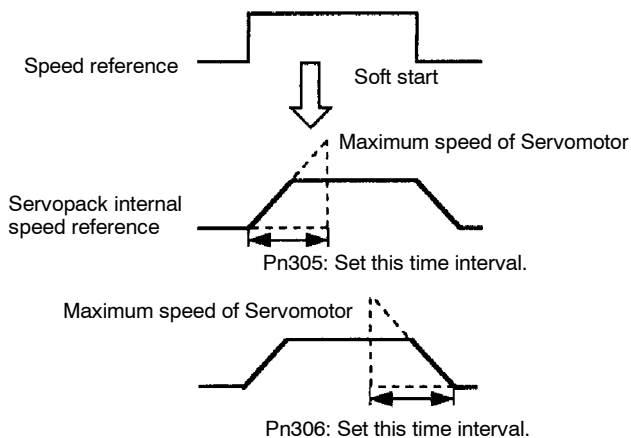 Speed reference
Soft start
Maximum speed of Servomotor
Servopack internal
speed reference
Pn305: Set this time interval.
Maximum speed of Servomotor
Pn306: Set this time interval.